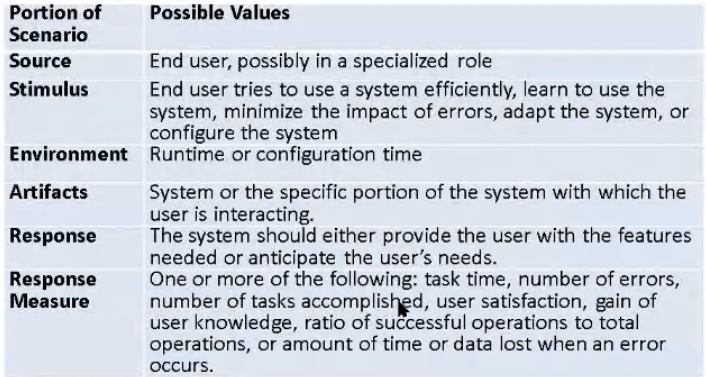 Portion of Possible Values
Scenario
Source End user, possibly in a specialized role
Stimulus End user tries to use a system efficiently, learn to use the
system, minimize the impact of errors, adapt the system, or
configure the system
Environment Runtime or configuration time
Artifacts System or the specific portion of the system with which the
user is interacting.
Response The system should either provide the user with the features
needed or anticipate the user's needs.
Response One or more of the following: task time, number of errors,
Measure number of tasks accomplished, user satisfaction, gain of
user knowledge, ratio of successful operations to total
operations, or amount of time or data lost when an error
occurs.